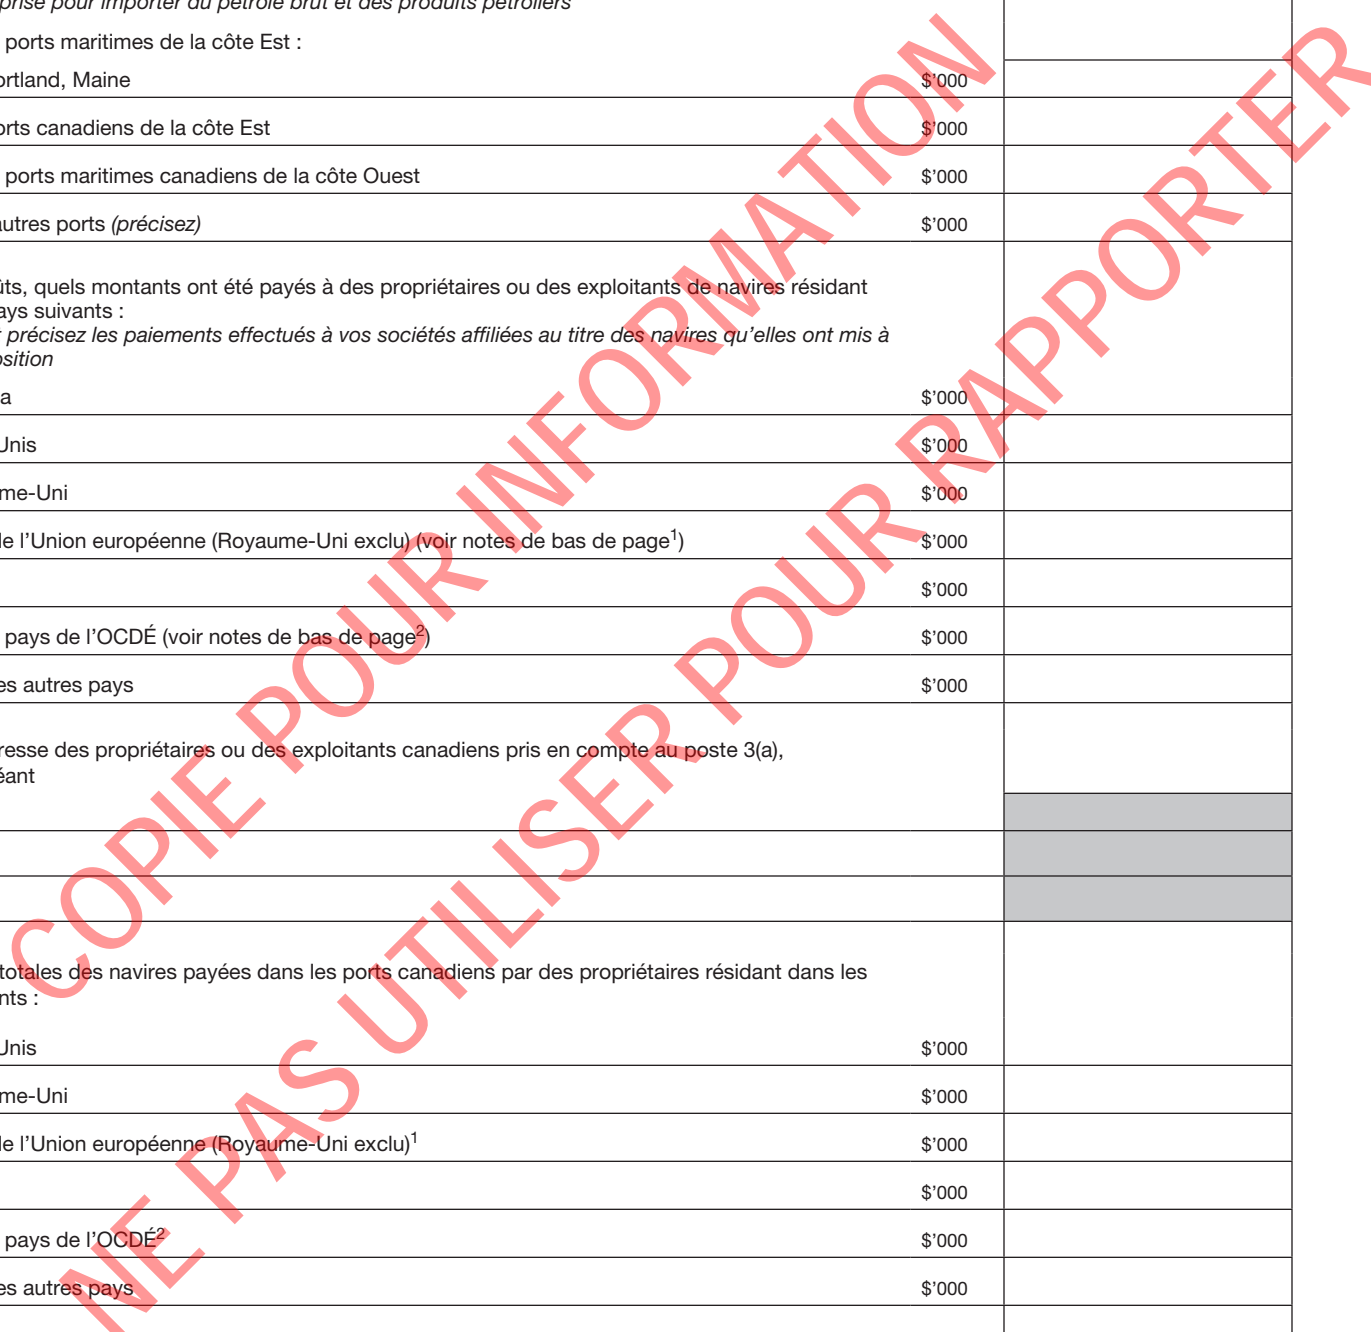 prise pour importer du pétrole brut et des produits pétroliers
ports maritimes de la côte Est :
ortland, Maine $'000
orts canadiens de la côte Est $'000
ports maritimes canadiens de la côte Ouest $'000
autres ports (précisez) $'000
ûts, quels montants ont été payés à des propriétaires ou des exploitants de navires résidant
ays suivants :
précisez les paiements effectués à vos sociétés affiliées au titre des navires qu'elles ont mis à
osition
a $'000
Unis $'000
me-Uni $'000
de l'Union européenne (Royaume-Uni exclu) (voir notes de bas de page1) $'000
$'000
pays de l'OCDÉ (voir notes de bas de page2) $'000
es autres pays $'000
resse des propriétaires ou des exploitants canadiens pris en compte au poste 3(a),
éant
totales des navires payées dans les ports canadiens par des propriétaires résidant dans les
nts :
Unis $'000
me-Uni $'000
de l'Union européenne (Royaume-Uni exclu)1 $'000
$'000
pays de l'OCDÉ2 $'000
es autres pays $'000
COPIE POUR INFORMATION
NE PAS UTILISER POUR RAPPORTER